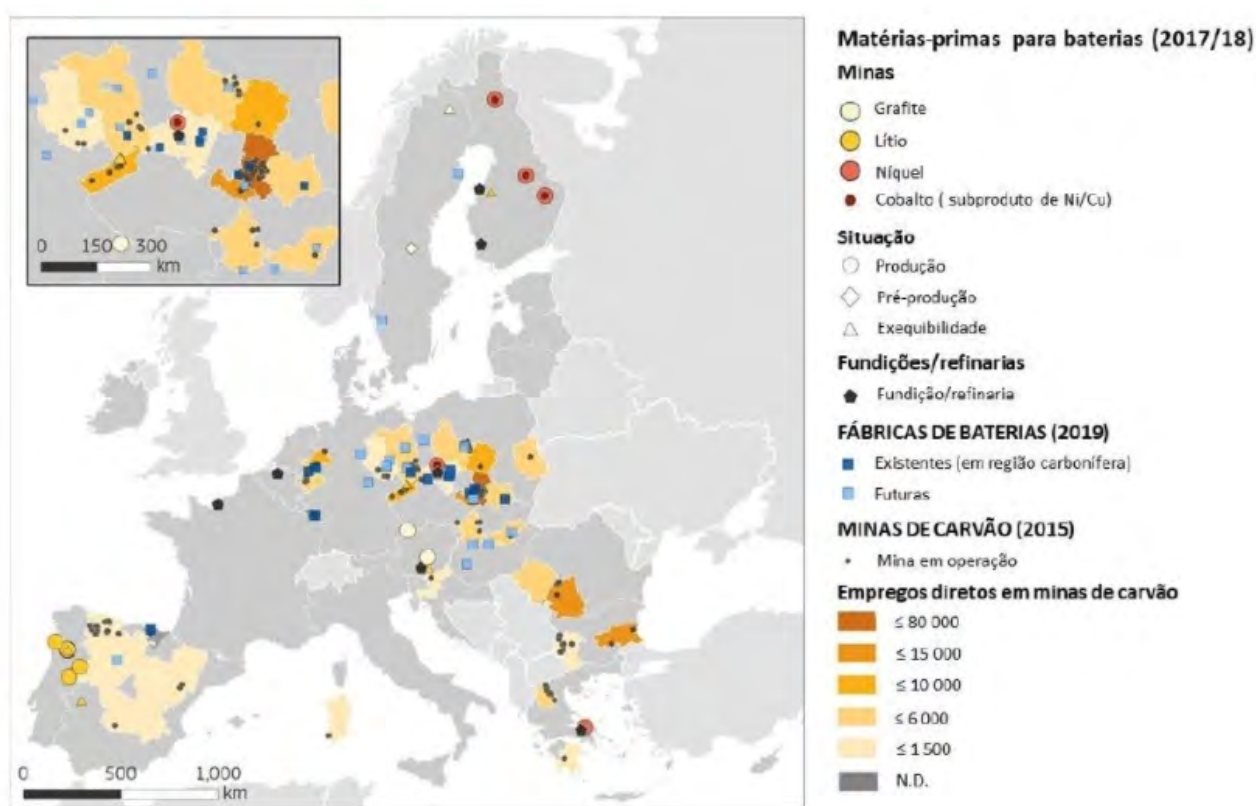 0 150 300
km
0 500 1,000
km
Matérias-primas para baterias (2017/18)
Minas
Grafite
Lítio
Níquel
Cobalto ( subproduto de Ni/Cu)
Situação
Produção
Pré-produção
Exequibilidade
Fundições/refinarias
Fundição/refinaria
FÁBRICAS DE BATERIAS (2019)
Existentes (em região carbonífera)
Futuras
MINAS DE CARVÃO (2015)
Mina em operação
Empregos diretos em minas de carvão
≤ 80 000
≤ 15 000
≤ 10 000
≤ 6 000
≤ 1 500
N.D.